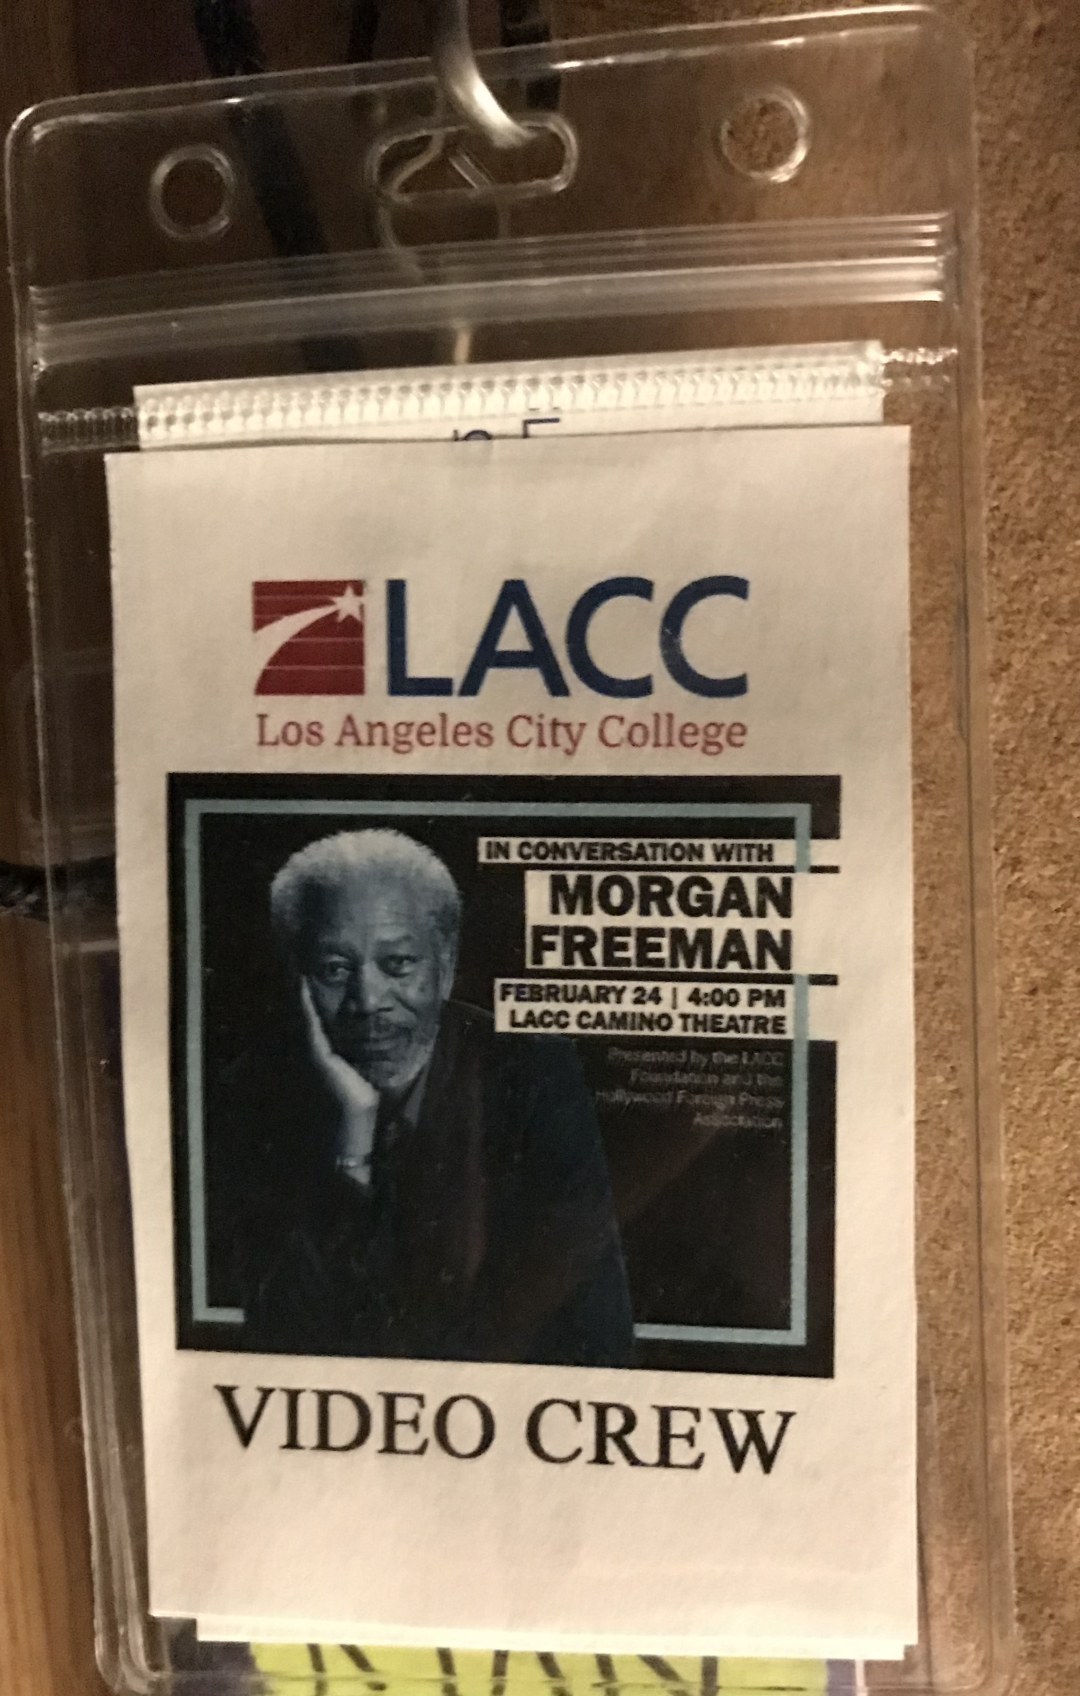 LACC
Los Angeles City College
IN CONVERSATION WITH
MORGAN
FREEMAN
FEBRUARY 24 | 4:00 PM
LACC CAMINO THEATRE
Presented by the LACC
Foundation and the
Hollywood Foreign Press
Association
VIDEO CREW